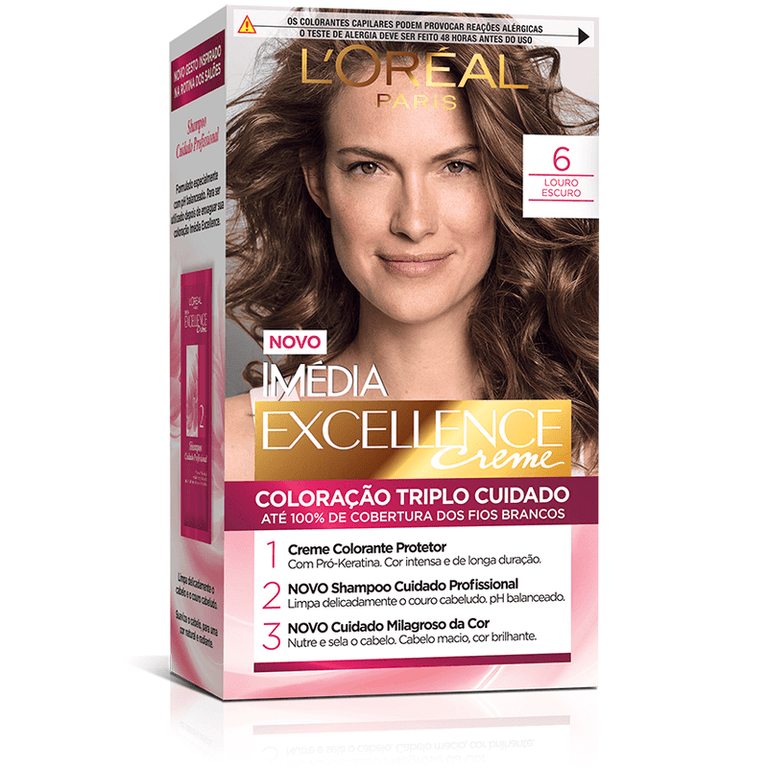 OS COLORANTES CAPILARES PODEM PROVOCAR REAÇÕES ALÉRGICAS
O TESTE DE ALERGIA DEVE SER FEITO 48 HORAS ANTES DO USO
L'ORÉAL
PARIS
6
LOURO
ESCURO
NOVO
IMÉDIA
EXCELLENCE
Creme
COLORAÇÃO TRIPLO CUIDADO
ATÉ 100% DE COBERTURA DOS FIOS BRANCOS
1 Creme Colorante Protetor
Com Pró-Keratina. Cor intensa e de longa duração.
2 NOVO Shampoo Cuidado Profissional
Limpa delicadamente o couro cabeludo. pH balanceado.
3 NOVO Cuidado Milagroso da Cor
Nutre e sela o cabelo. Cabelo macio, cor brilhante.
NOVO GESTO INSPIRADO
NA ROTINA DOS SALÕES
Shampoo
Cuidado Profissional
Formulado especialmente
com pH balanceado. Para ser
utilizado depois de enxaguar sua
coloração Imédia Excellence.
L'ORÉAL
EXCELLENCE
Creme
2
Shampoo
Cuidado Profissional
Limpa delicadamente o
cabelo e o couro cabeludo.
Suaviza o cabelo, para uma
cor natural e radiante.